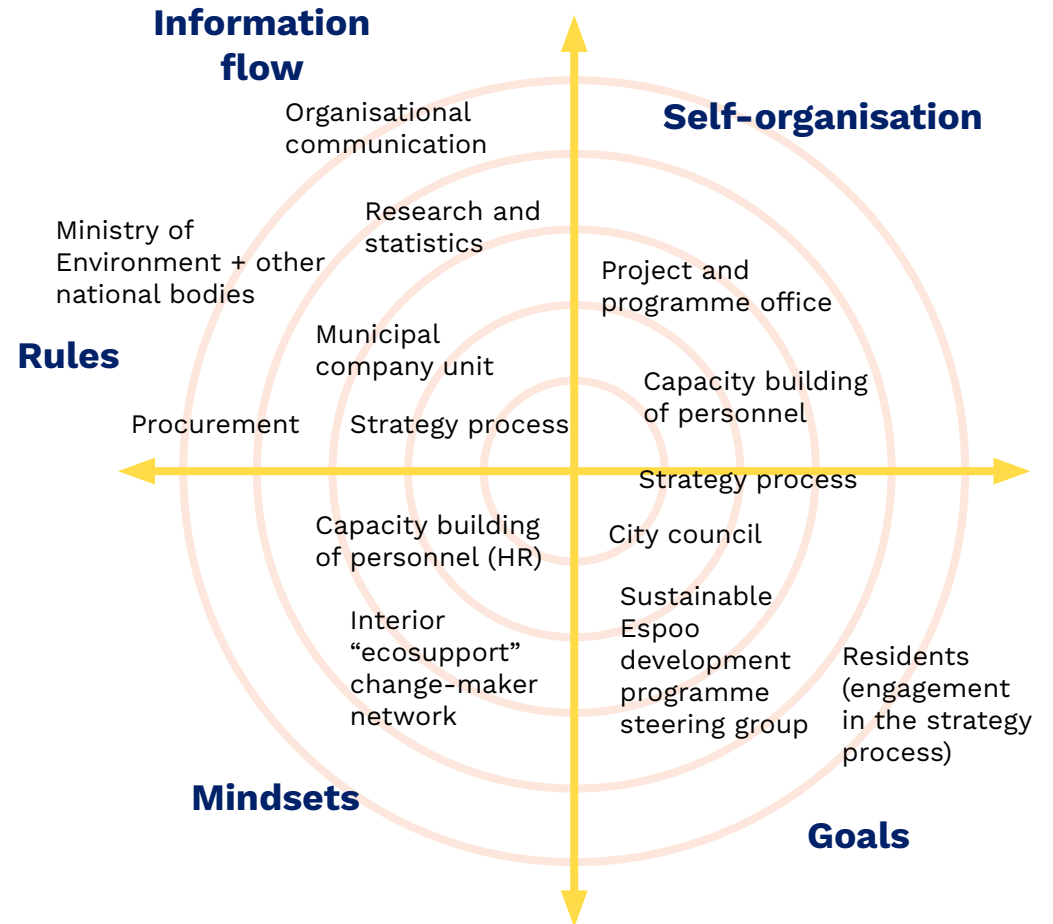 Information
flow
Self-organisation
Organisational
communication
Research and
statistics
Ministry of
Environment + other
national bodies
Project and
programme office
Municipal
company unit
Rules
Capacity building
of personnel
Procurement
Strategy process
Strategy process
Capacity building
of personnel (HR)
City council
Interior
“ecosupport”
change-maker
network
Sustainable
Espoo
development
programme
steering group
Residents
(engagement
in the strategy
process)
Mindsets
Goals